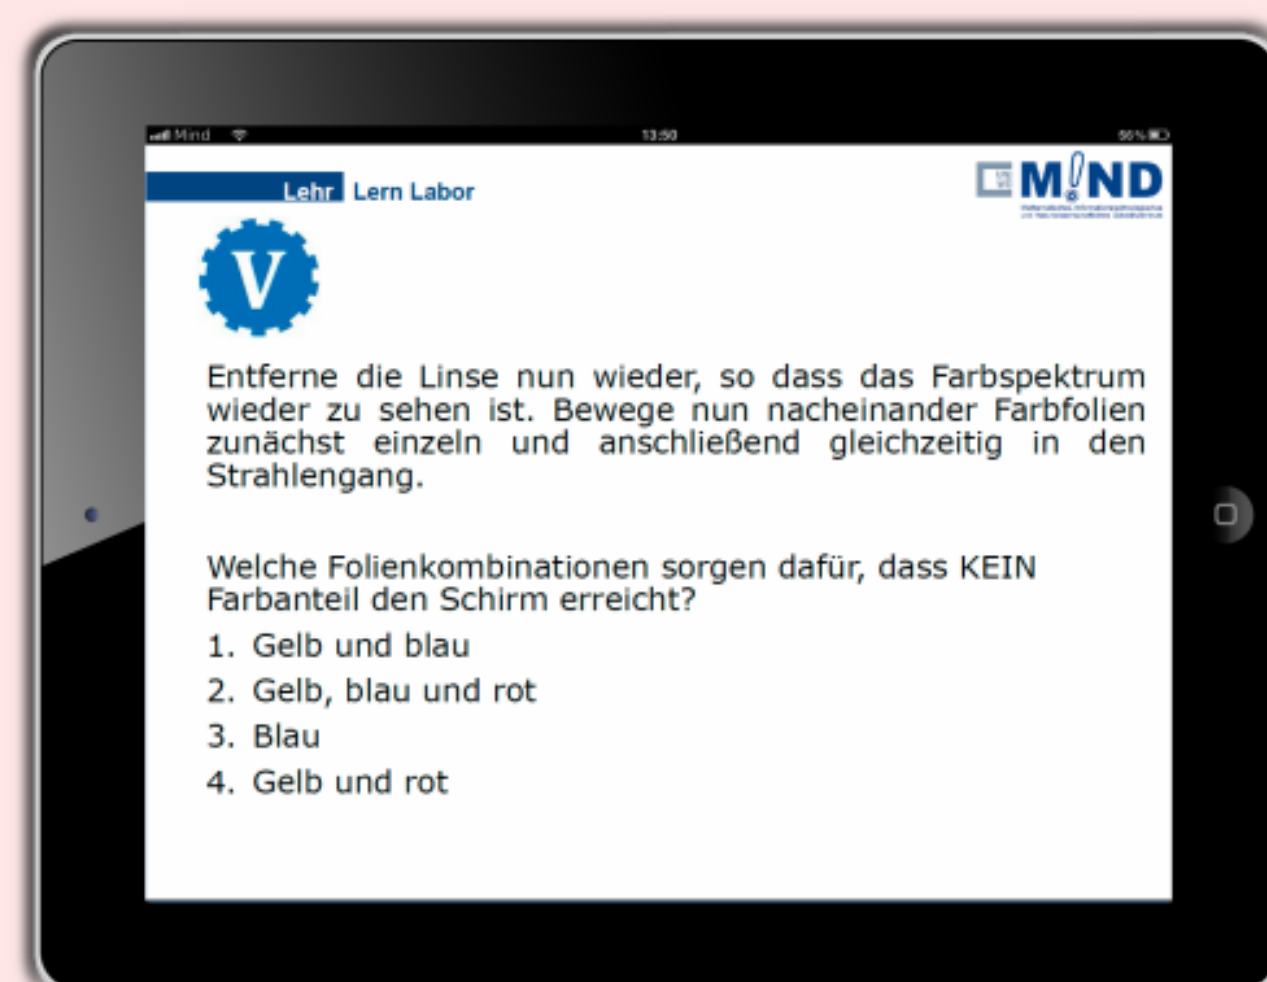 Mind
13:50
56%
Lehr Lern Labor
M!ND
V
Entferne die Linse nun wieder, so dass das Farbspektrum
wieder zu sehen ist. Bewege nun nacheinander Farbfolien
zunächst einzeln und anschließend gleichzeitig in den
Strahlengang.
Welche Folienkombinationen sorgen dafür, dass KEIN
Farbanteil den Schirm erreicht?
1. Gelb und blau
2. Gelb, blau und rot
3. Blau
4. Gelb und rot